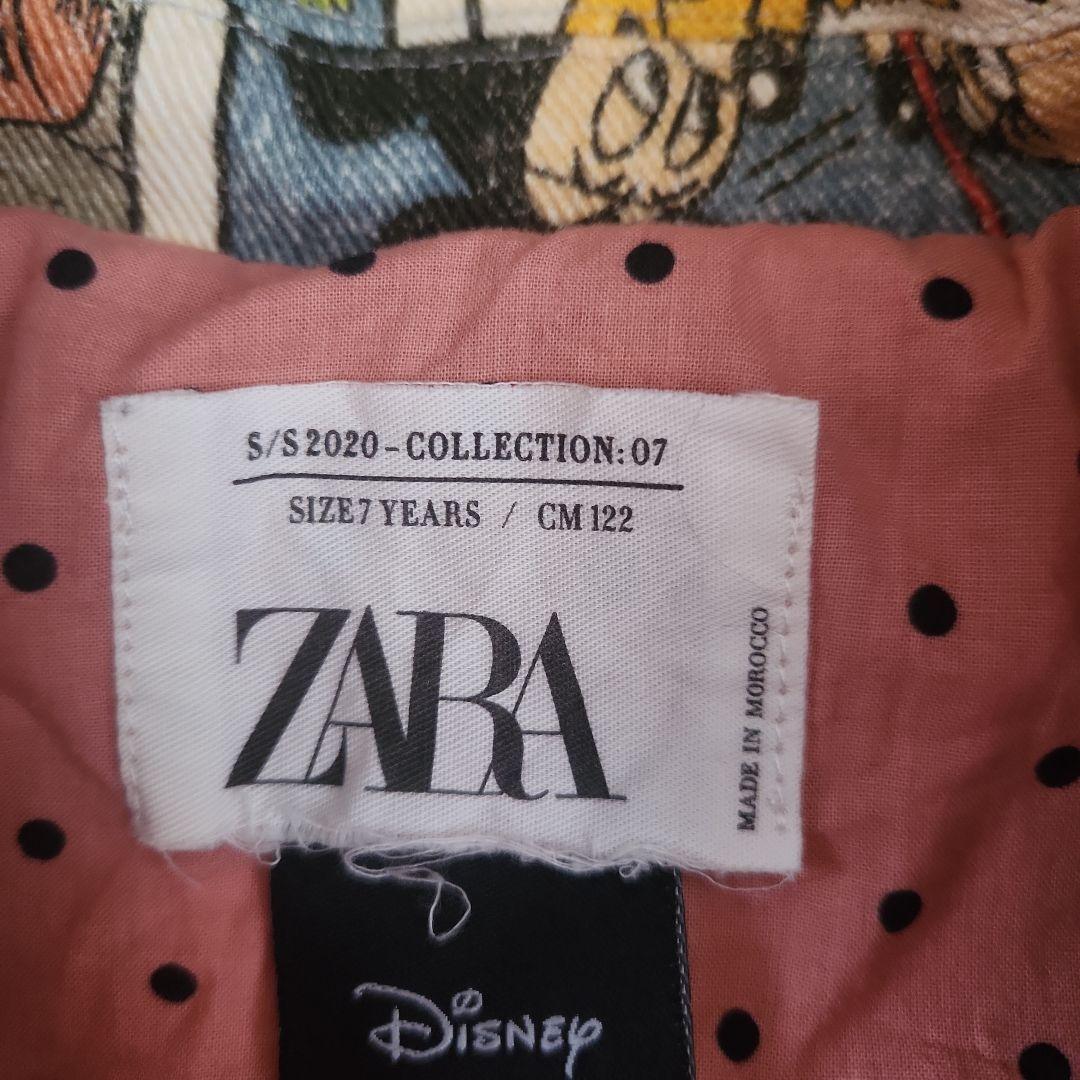 S/S 2020 - COLLECTION: 07
SIZE 7 YEARS / CM 122
ZARA
MADE IN MOROCCO
DISNEY